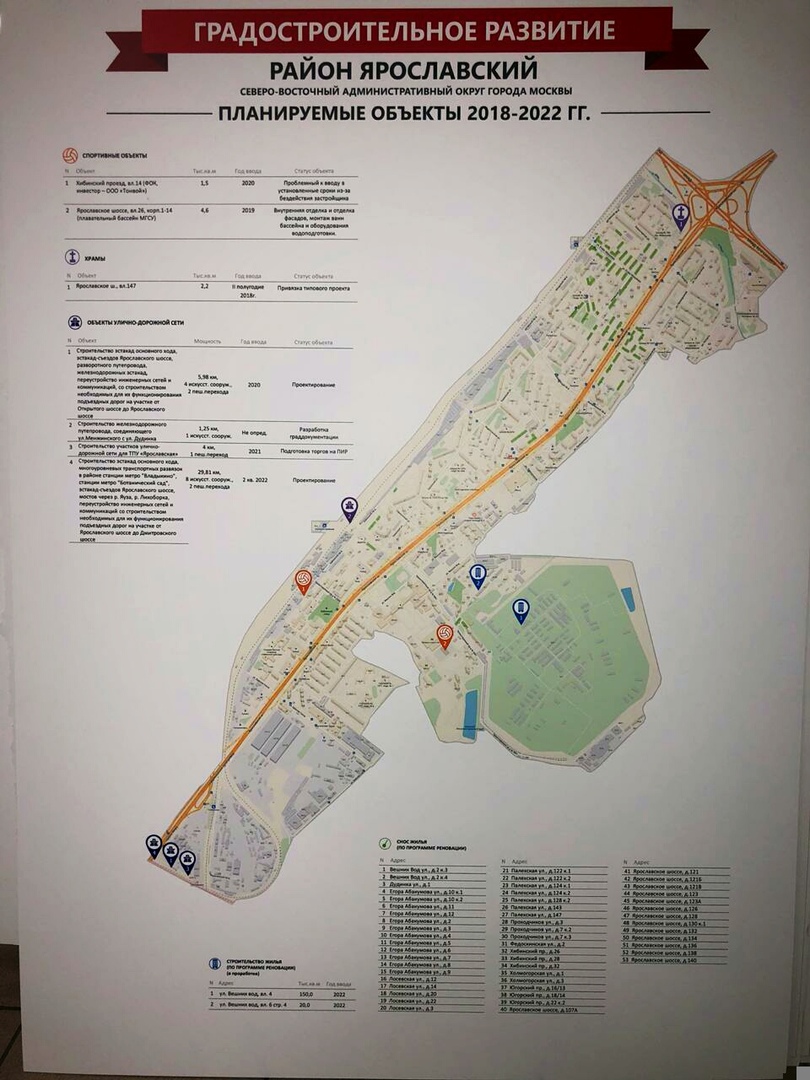 ГРАДОСТРОИТЕЛЬНОЕ РАЗВИТИЕ
РАЙОН ЯРОСЛАВСКИЙ
СЕВЕРО-ВОСТОЧНЫЙ АДМИНИСТРАТИВНЫЙ ОКРУГ ГОРОДА МОСКВЫ
ПЛАНИРУЕМЫЕ ОБЪЕКТЫ 2018-2022 ГГ.
СПОРТИВНЫЕ ОБЪЕКТЫ
N Объект Тыс.кв.м Год ввода Статус объекта
1 Хибинский проезд, вл.14 (ФОК, 1,5 2020 Проблемный к вводу в
инвестор – ООО «Тонвой») установленные сроки из-за
бездействия застройщика
2 Ярославское шоссе, вл.26, корп.1-14 4,6 2019 Внутренняя отделка и отделка
(плавательный бассейн МГСУ) фасадов, монтаж ванн
бассейна и оборудования
водоподготовки.
ХРАМЫ
N Объект Тыс.кв.м Год ввода Статус объекта
1 Ярославское ш., вл.147 2,2 II полугодие Привязка типового проекта
2018г.
ОБЪЕКТЫ УЛИЧНО-ДОРОЖНОЙ СЕТИ
N Объект Мощность Год ввода Статус объекта
1 Строительство эстакад основного хода,
эстакад-съездов Ярославского шоссе,
разворотного путепровода,
железнодорожных эстакад, 5,98 км,
переустройство инженерных сетей и 4 искусст. сооруж., 2020 Проектирование
коммуникаций, со строительством 2 пеш.перехода
необходимых для их функционирования
подъездных дорог на участке от
Открытого шоссе до Ярославского
шоссе
2 Строительство железнодорожного 1,25 км, Не опред. Разработка
путепровода, соединяющего 1 искусст. сооруж. граддокументации
ул.Менжинского с ул. Дудинка
3 Строительство участков улично- 4 км, 2021 Подготовка торгов на ПИР
дорожной сети для ТПУ «Ярославская» 1 пеш.переход
4 Строительство эстакад основного хода,
многоуровневых транспортных развязок 29,81 км,
в районе станции метро "Владыкино", 8 искусст. сооруж., 2 кв. 2022 Проектирование
станции метро "Ботанический сад", 2 пеш.перехода
эстакад-съездов Ярославского шоссе,
мостов через р. Яуза, р. Лихоборка,
переустройство инженерных сетей и
коммуникаций со строительством
необходимых для их функционирования
подъездных дорог на участке от
Ярославского шоссе до Дмитровского
шоссе
1
2
1
2
1
2
4
СНОС ЖИЛЬЯ
(ПО ПРОГРАММЕ РЕНОВАЦИИ)
N Адрес
1 Вешних Вод ул., д.2 к.3
2 Вешних Вод ул., д.2 к.4
3 Дудинка ул., д.1
4 Егора Абакумова ул., д.10 к.1
5 Егора Абакумова ул., д.10 к.2
6 Егора Абакумова ул., д.11
7 Егора Абакумова ул., д.12
8 Егора Абакумова ул., д.2
9 Егора Абакумова ул., д.3
10 Егора Абакумова ул., д.4
11 Егора Абакумова ул., д.5
12 Егора Абакумова ул., д.6
13 Егора Абакумова ул., д.7
14 Егора Абакумова ул., д.8
15 Егора Абакумова ул., д.9
16 Лосевская ул., д.12
17 Лосевская ул., д.14
18 Лосевская ул., д.20
19 Лосевская ул., д.22
20 Лосевская ул., д.3
N Адрес
21 Палехская ул., д.122 к.1
22 Палехская ул., д.122 к.2
23 Палехская ул., д.124 к.1
24 Палехская ул., д.124 к.2
25 Палехская ул., д.128 к.2
26 Палехская ул., д.143
27 Палехская ул., д.147
28 Проходчиков ул., д.3
29 Проходчиков ул., д.7 к.2
30 Проходчиков ул., д.7 к.3
31 Федоскинская ул., д.2
32 Хибинский пр., д.26
33 Хибинский пр., д.28
34 Хибинский пр., д.32
35 Холмогорская ул., д.1
36 Холмогорская ул., д.3
37 Югорский пр., д.16/13
38 Югорский пр., д.18/14
39 Югорский пр., д.22 к.2
40 Ярославское шоссе, д.107А
N Адрес
41 Ярославское шоссе, д.121
42 Ярославское шоссе, д.121Б
43 Ярославское шоссе, д.121В
44 Ярославское шоссе, д.123
45 Ярославское шоссе, д.123А
46 Ярославское шоссе, д.126
47 Ярославское шоссе, д.128
48 Ярославское шоссе, д.130 к.1
49 Ярославское шоссе, д.132
50 Ярославское шоссе, д.134
51 Ярославское шоссе, д.136
52 Ярославское шоссе, д.138
53 Ярославское шоссе, д.140
СТРОИТЕЛЬСТВО ЖИЛЬЯ
(ПО ПРОГРАММЕ РЕНОВАЦИИ)
(в проработке)
N Адрес Тыс.кв.м Год ввода
1 ул. Вешних вод, вл. 4 150,0 2022
2 ул. Вешних вод, вл. 6 стр. 4 20,0 2022